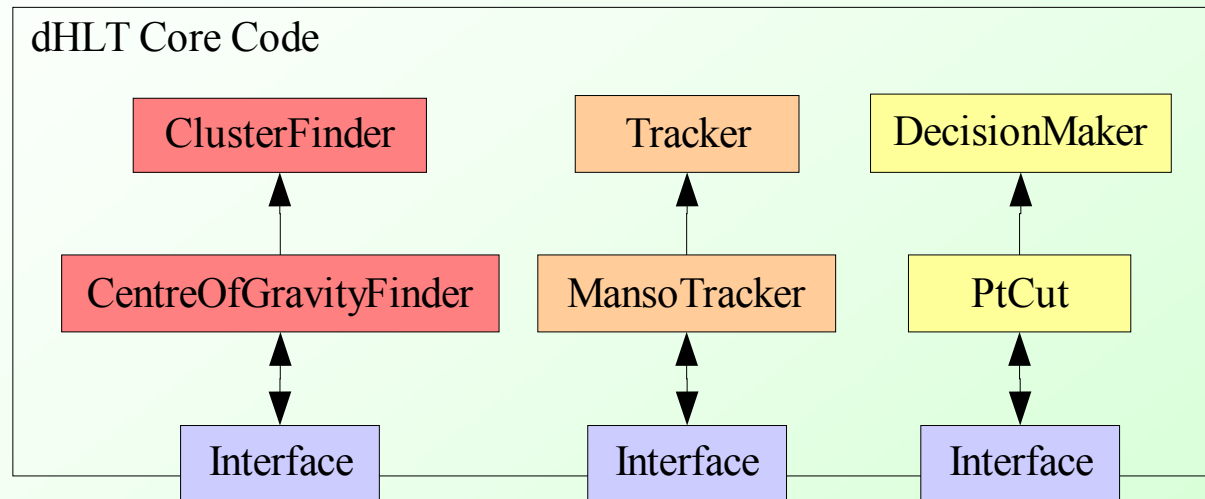 dHLT Core Code
ClusterFinder
Tracker
DecisionMaker
CentreOfGravityFinder
MansoTracker
PtCut
Interface
Interface
Interface